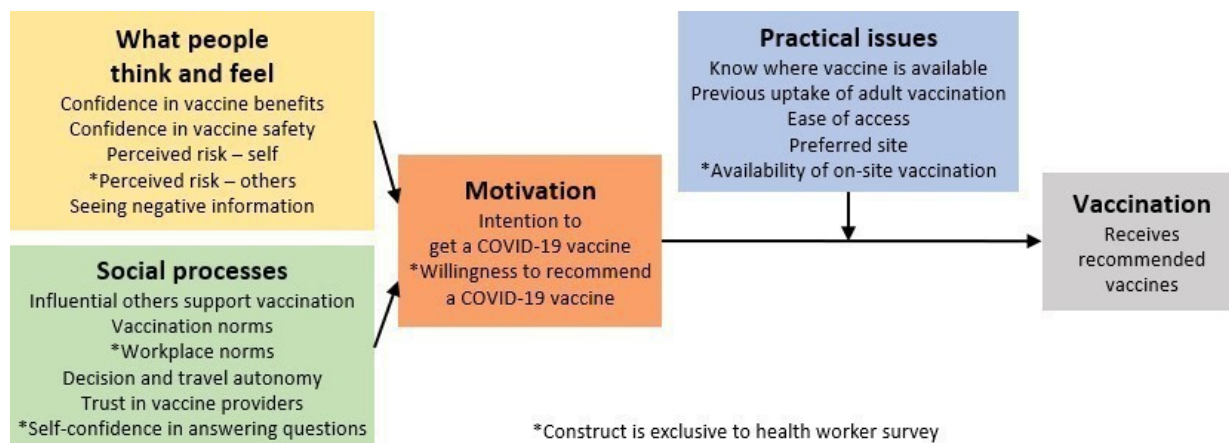 What people
think and feel
Confidence in vaccine benefits
Confidence in vaccine safety
Perceived risk – self
*Perceived risk – others
Seeing negative information
Social processes
Influential others support vaccination
Vaccination norms
*Workplace norms
Decision and travel autonomy
Trust in vaccine providers
*Self-confidence in answering questions
Motivation
Intention to
get a COVID-19 vaccine
*Willingness to recommend
a COVID-19 vaccine
Practical issues
Know where vaccine is available
Previous uptake of adult vaccination
Ease of access
Preferred site
*Availability of on-site vaccination
Vaccination
Receives
recommended
vaccines
*Construct is exclusive to health worker survey